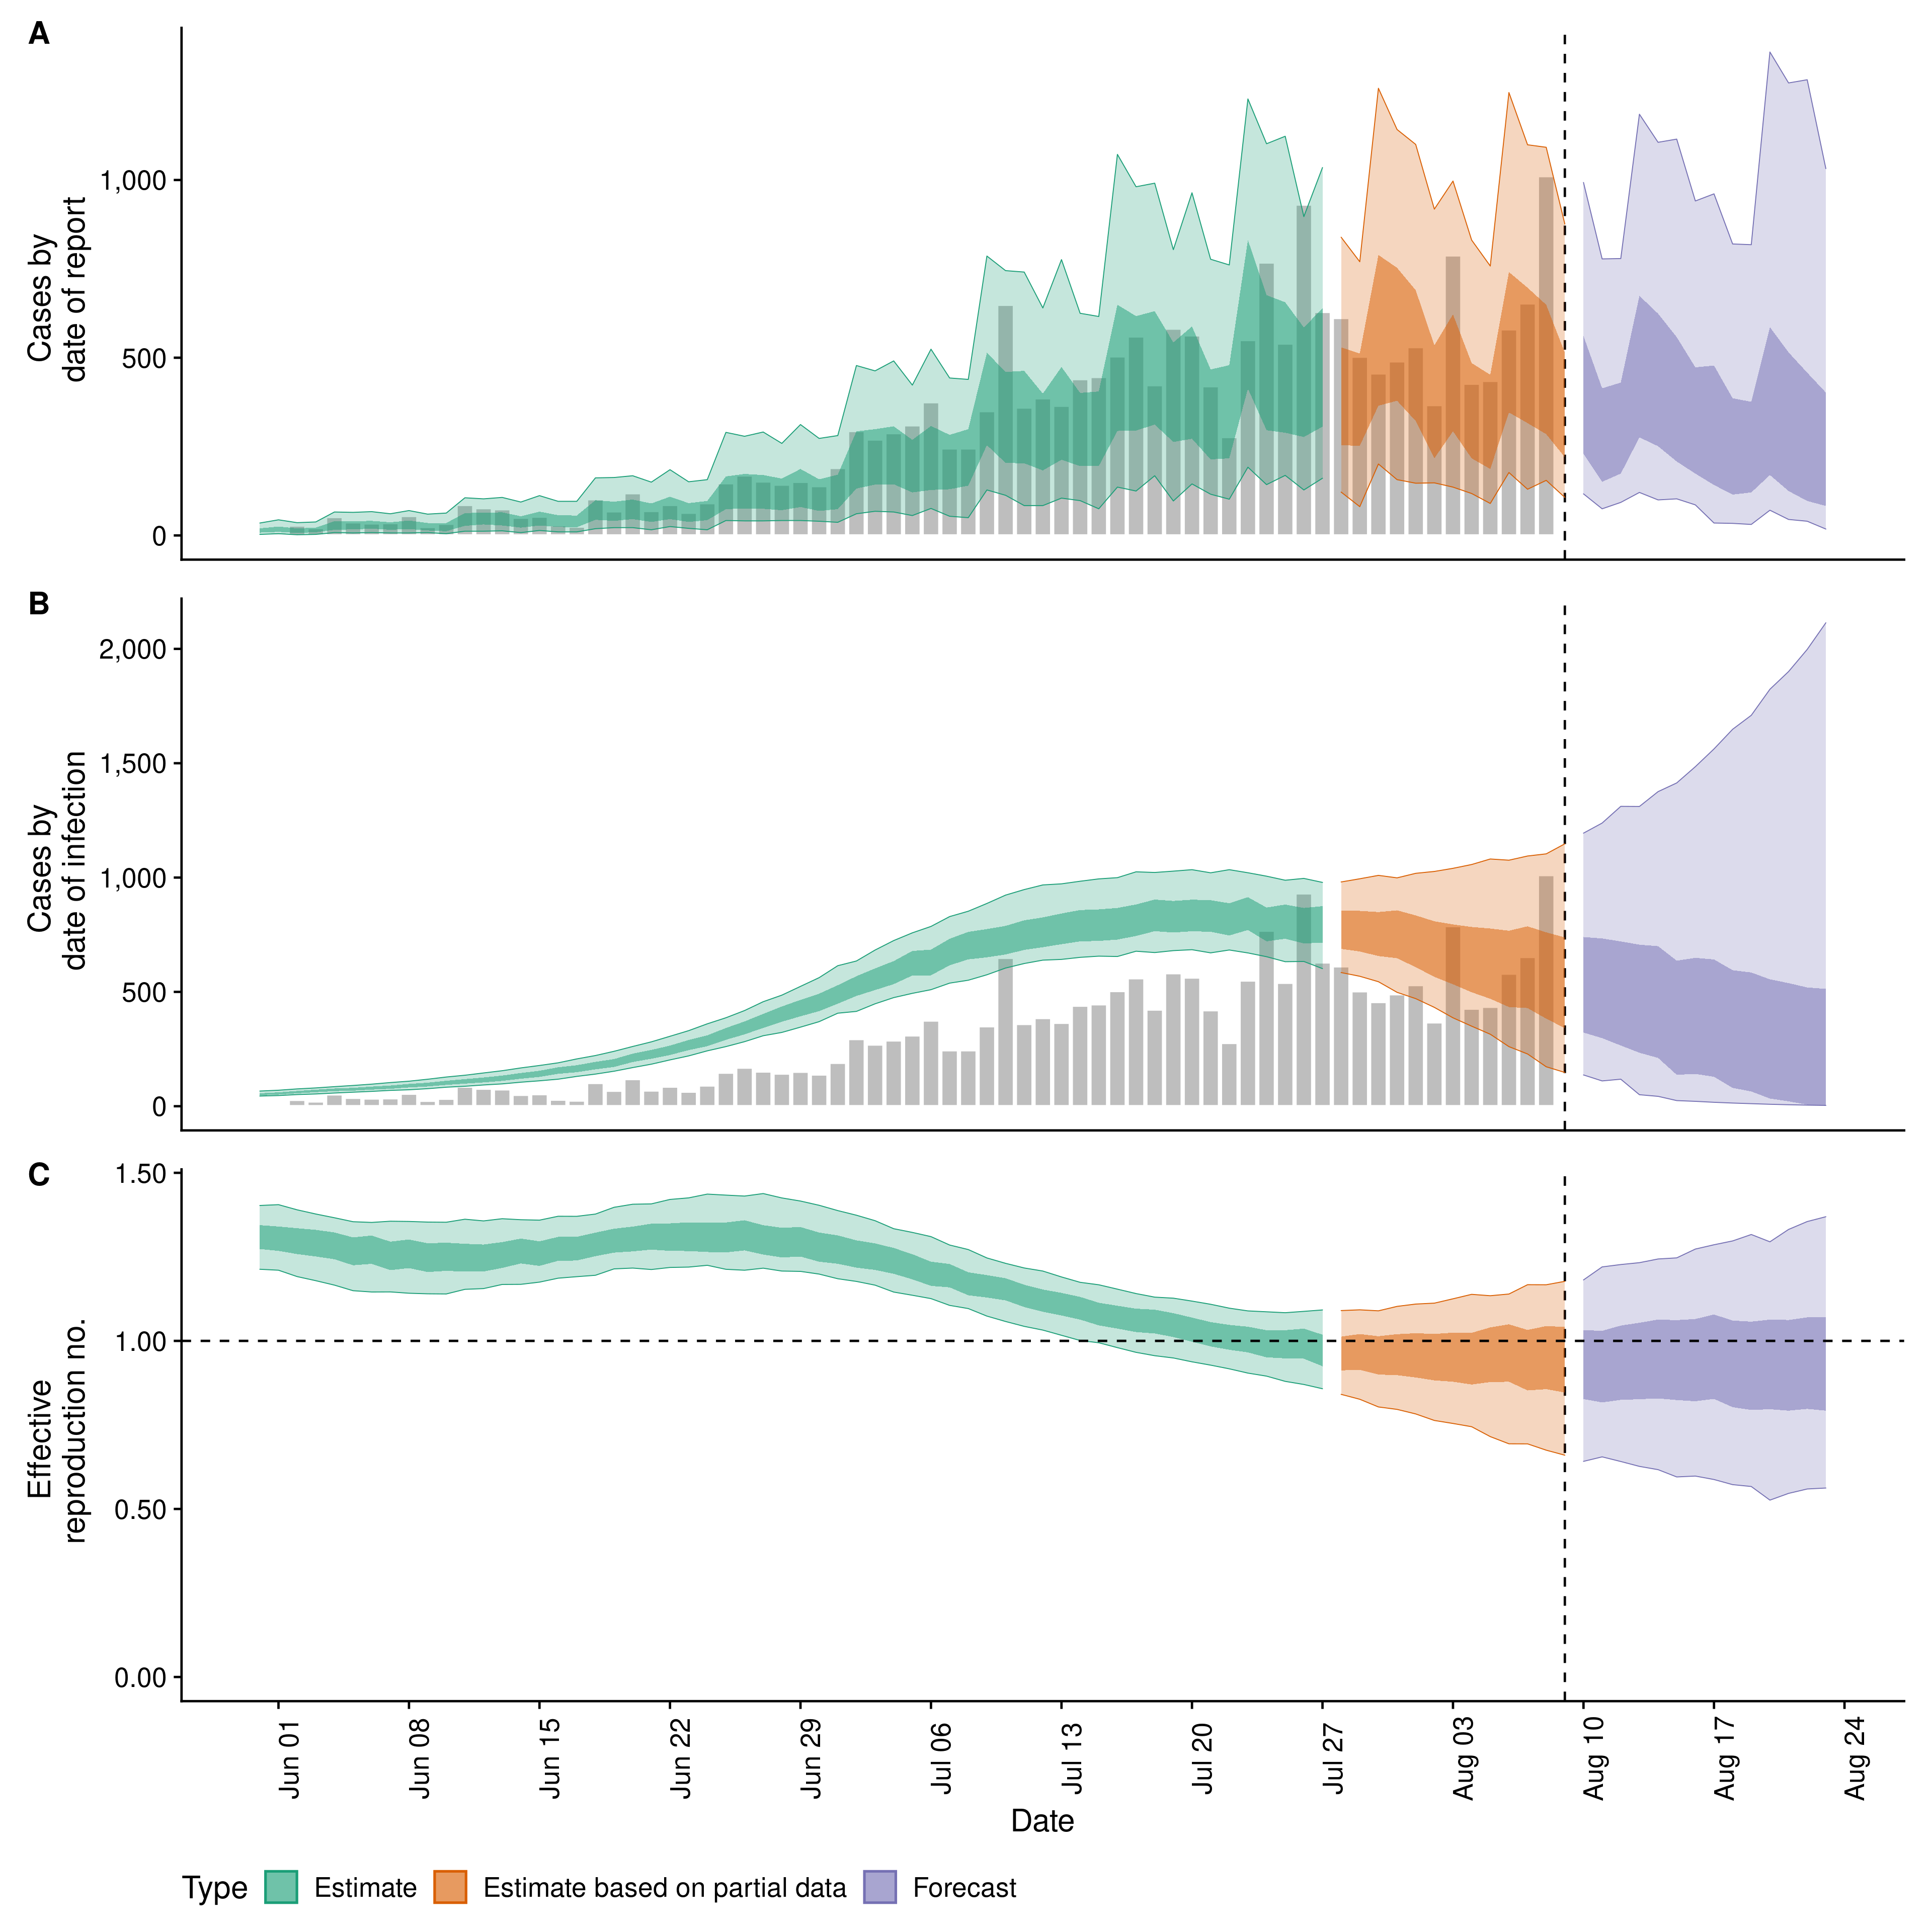 A
Cases by
date of report
1,000
500
0
B
Cases by
date of infection
2,000
1,500
1,000
500
0
C
Effective
reproduction no.
1.50
1.00
0.50
0.00
Jun 01
Jun 08
Jun 15
Jun 22
Jun 29
Jul 06
Jul 13
Jul 20
Jul 27
Aug 03
Aug 10
Aug 17
Aug 24
Date
Type Estimate Estimate based on partial data Forecast